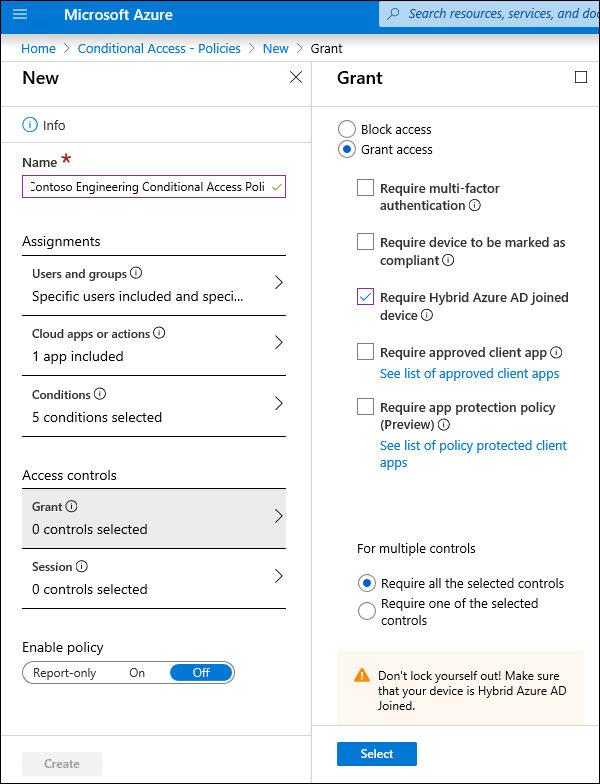 Microsoft Azure
Search resources, services, and doc
Home > Conditional Access - Policies > New > Grant
New
Info
Name *
Contoso Engineering Conditional Access Poli
Assignments
Users and groups
Specific users included and speci...
Cloud apps or actions
1 app included
Conditions
5 conditions selected
Access controls
Grant
0 controls selected
Session
0 controls selected
Enable policy
Report-only On Off
Create
Grant
Block access
Grant access
Require multi-factor
authentication
Require device to be marked as
compliant
Require Hybrid Azure AD joined
device
Require approved client app
See list of approved client apps
Require app protection policy
(Preview)
See list of policy protected client
apps
For multiple controls
Require all the selected controls
Require one of the selected
controls
Don't lock yourself out! Make sure
that your device is Hybrid Azure AD
Joined.
Select